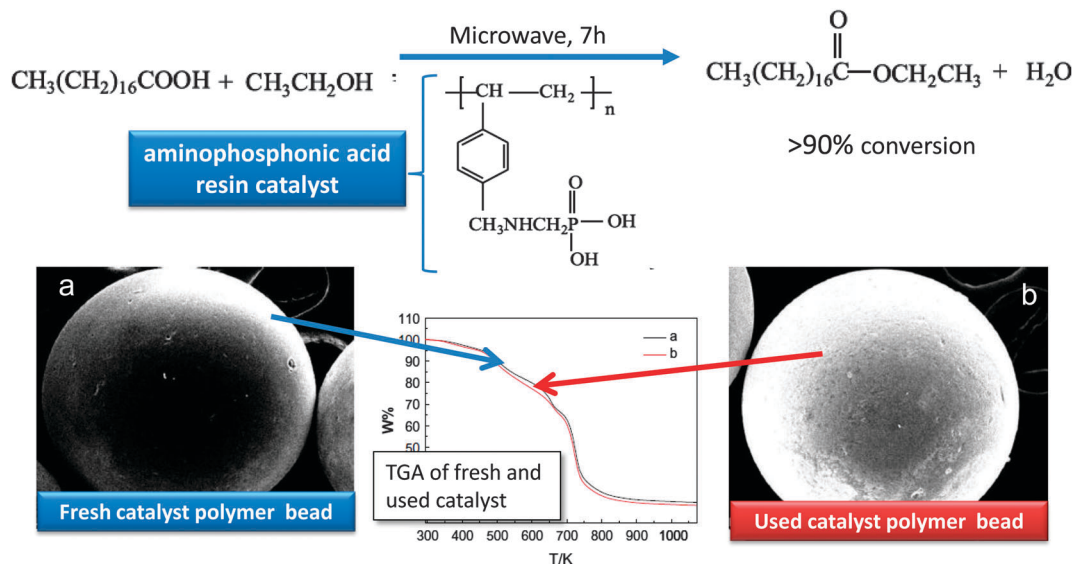 Microwave, 7h
CH₃(CH₂)₁₆COOH + CH₃CH₂OH
O
CH₃(CH₂)₁₆C—OCH₂CH₃ + H₂O
>90% conversion
aminophosphonic acid
resin catalyst
CH — CH₂
n
O
CH₃NHCH₂P—OH
OH
a
Fresh catalyst polymer bead
110
100
90
80
70
60
50
W%
a
b
TGA of fresh and
used catalyst
300 400 500 600 700 800 900 1000
T/K
b
Used catalyst polymer bead